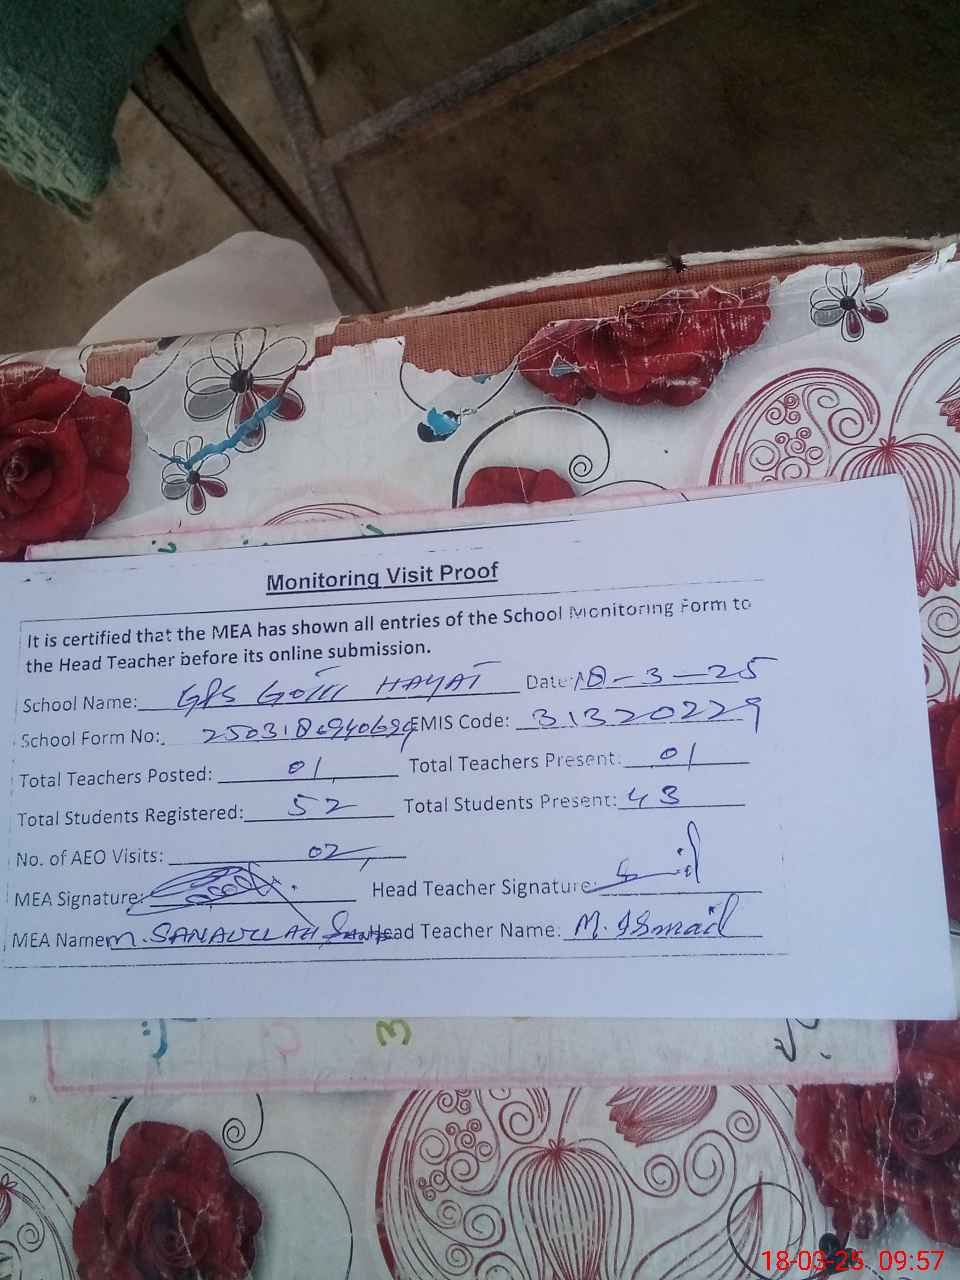 Monitoring Visit Proof
It is certified that the MEA has shown all entries of the School Monitoring Form to
the Head Teacher before its online submission.
School Name: GPS GOTH HAYAT Date: 18-3-25
School Form No: EMIS Code: 31320229
Total Teachers Posted: 01 Total Teachers Present: 01
Total Students Registered: 52 Total Students Present: 43
No. of AEO Visits: 02
MEA Signature: Head Teacher Signature:
MEA Name: M. SANAULLAH Head Teacher Name: M. Ismail
18-03-25 09:57